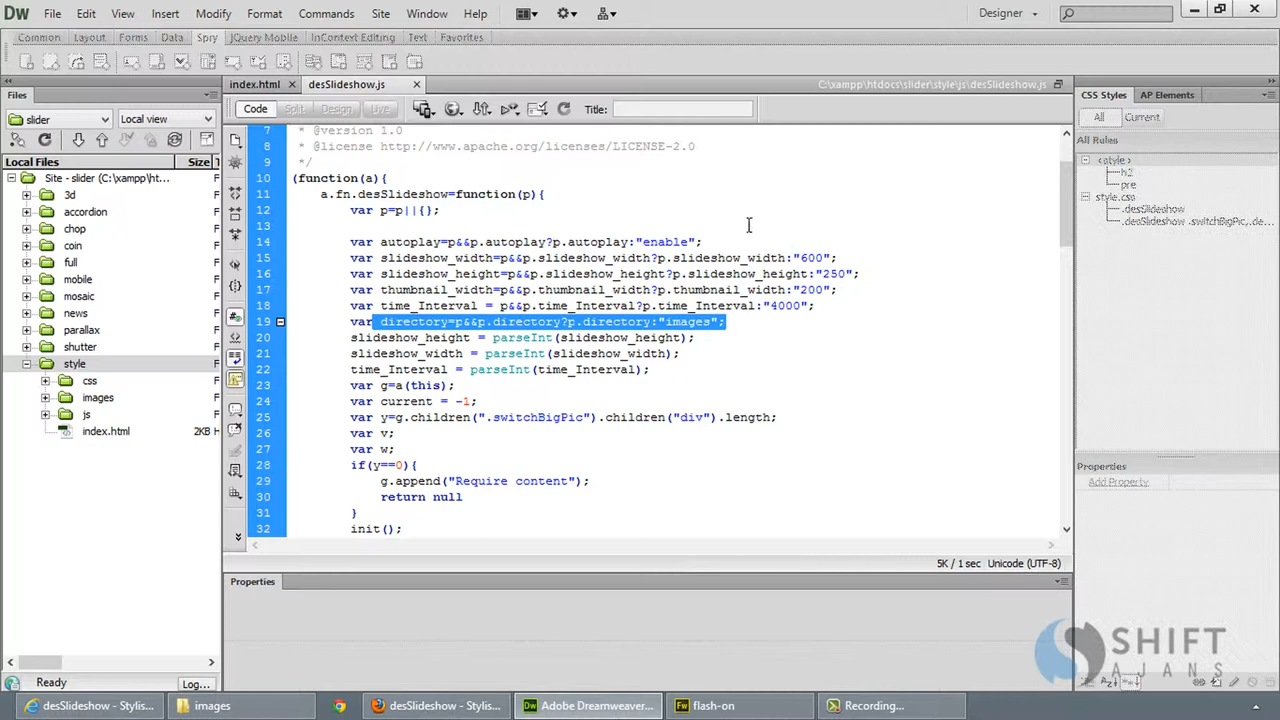 Dw File Edit View Insert Modify Format Commands Site Window Help Designer
Common Layout Forms Data Spry jQuery Mobile InContext Editing Text Favorites
index.html desSlideshow.js C:\xampp\htdocs\slider\style\js\desSlideshow.js
Code Split Design Live Title:
Files
slider Local view
Local Files Size
Site - slider (C:\xampp\ht... F
3d F
accordion F
chop F
coin F
full F
mobile F
mosaic F
news F
parallax F
shutter F
style F
css F
images F
js F
index.html 2KB F
Ready Log...
7 * @version 1.0
8 * @license http://www.apache.org/licenses/LICENSE-2.0
9 */
10 (function(a){
11 a.fn.desSlideshow=function(p){
12 var p=p||{};
13
14 var autoplay=p&&p.autoplay?p.autoplay:"enable";
15 var slideshow_width=p&&p.slideshow_width?p.slideshow_width:"600";
16 var slideshow_height=p&&p.slideshow_height?p.slideshow_height:"250";
17 var thumbnail_width=p&&p.thumbnail_width?p.thumbnail_width:"200";
18 var time_Interval = p&&p.time_Interval?p.time_Interval:"4000";
19 var directory=p&&p.directory?p.directory:"images";
20 slideshow_height = parseInt(slideshow_height);
21 slideshow_width = parseInt(slideshow_width);
22 time_Interval = parseInt(time_Interval);
23 var g=a(this);
24 var current = -1;
25 var y=g.children(".switchBigPic").children("div").length;
26 var v;
27 var w;
28 if(y==0){
29 g.append("Require content");
30 return null
31 }
32 init();
5K / 1 sec Unicode (UTF-8)
Properties
CSS Styles AP Elements
All Current
All Rules
<style>
h2
pre
style.css
.desSlideshow
.desSlideshow .switchBigPic, .de...
Properties
Add Property
SHIFT
AJANS
desSlideshow - Stylis... images desSlideshow - Stylis... Adobe Dreamweaver... flash-on Recording...